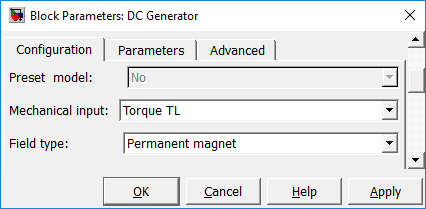 Block Parameters: DC Generator
Configuration Parameters Advanced
Preset model: No
Mechanical input: Torque TL
Field type: Permanent magnet
OK Cancel Help Apply